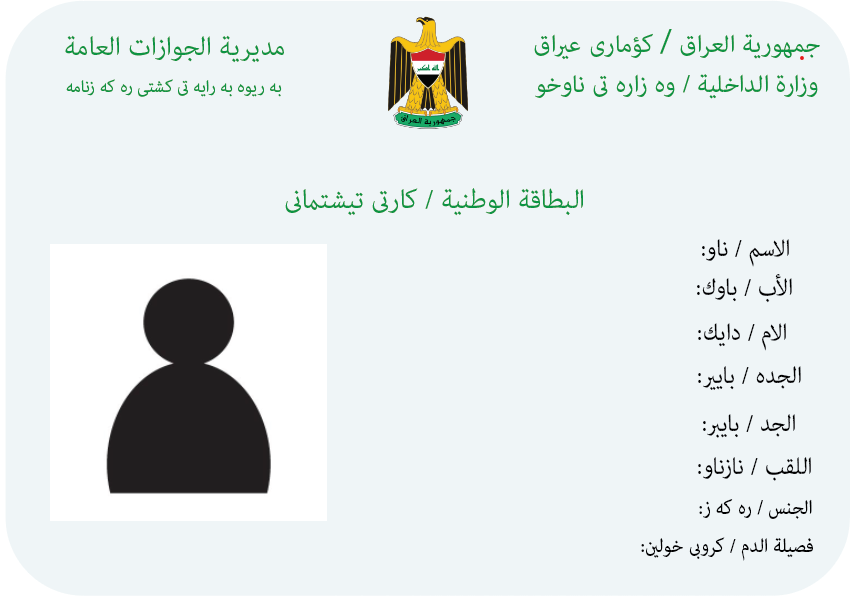 جمهورية العراق / كؤمارى عيراق
وزارة الداخلية / وه زاره تى ناوخو
مديرية الجوازات العامة
به ريوه به رايه تى كشتى ره كه زنامه
الله اكبر
جمهورية العراق
البطاقة الوطنية / كارتى تيشتمانى
الاسم / ناو:
الأب / باوك:
الام / دايك:
الجده / بايير:
الجد / بايير:
اللقب / نازناو:
الجنس / ره كه ز:
فصيلة الدم / كروبى خولين: